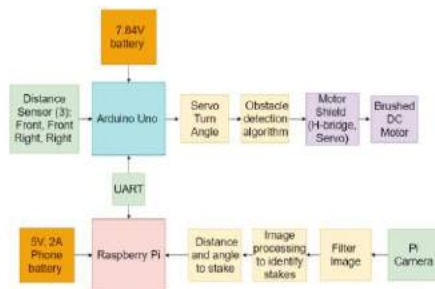 7.84V
battery
Distance
Sensor (3):
Front, Front
Right, Right
Arduino Uno
Servo
Turn
Angle
Obstacle
detection
algorithm
Motor
Shield
(H-bridge,
Servo)
Brushed
DC
Motor
UART
5V, 2A
Phone
battery
Raspberry Pi
Distance
and angle
to stake
Image
processing
to identify
stakes
Filter
Image
Pi
Camera